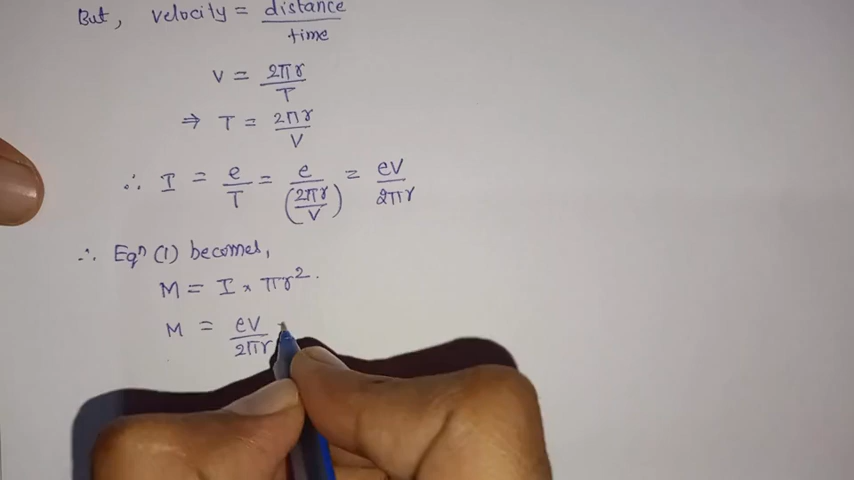 But, velocity = distance / time
V = 2πr / T
⇒ T = 2πr / V
∴ I = e / T = e / (2πr / V) = eV / 2πr
∴ Eqⁿ (1) becomes,
M = I × πr².
M = eV / 2πr